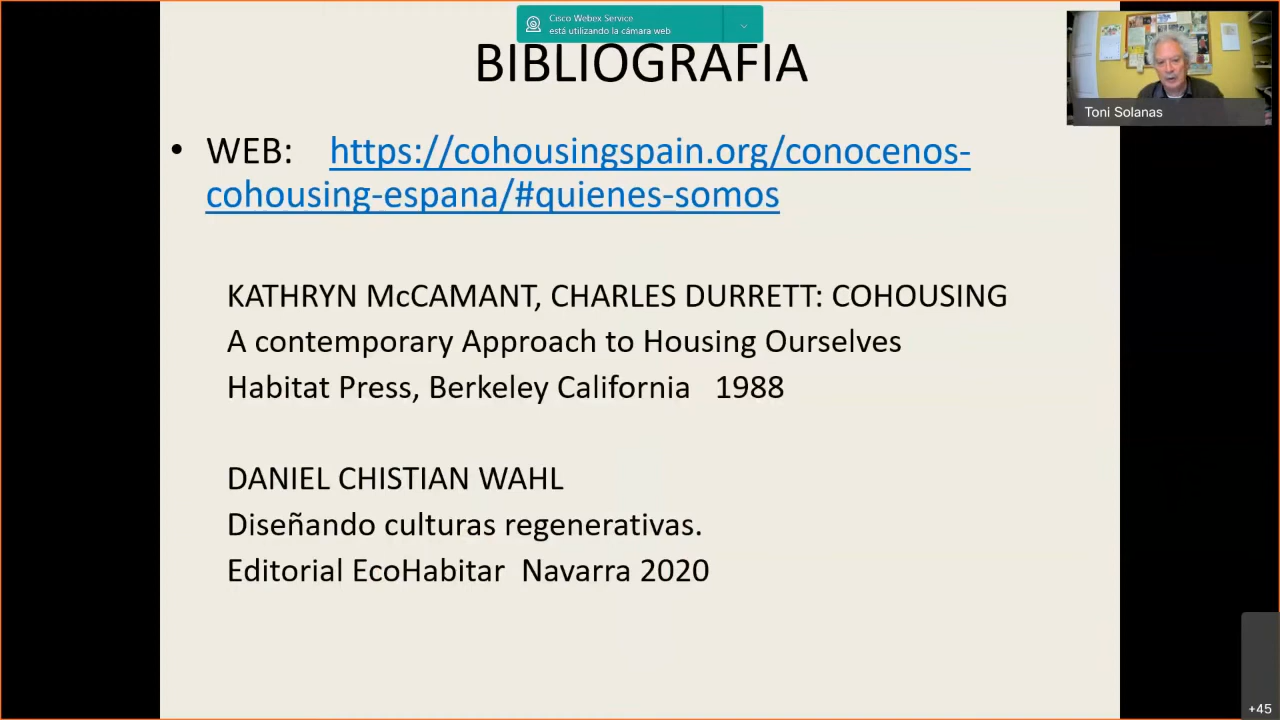 Cisco Webex Service
está utilizando la cámara web
BIBLIOGRAFIA
Toni Solanas
• WEB: https://cohousingspain.org/conocenos-
cohousing-espana/#quienes-somos
KATHRYN McCAMANT, CHARLES DURRETT: COHOUSING
A contemporary Approach to Housing Ourselves
Habitat Press, Berkeley California 1988
DANIEL CHISTIAN WAHL
Diseñando culturas regenerativas.
Editorial EcoHabitar Navarra 2020
+45